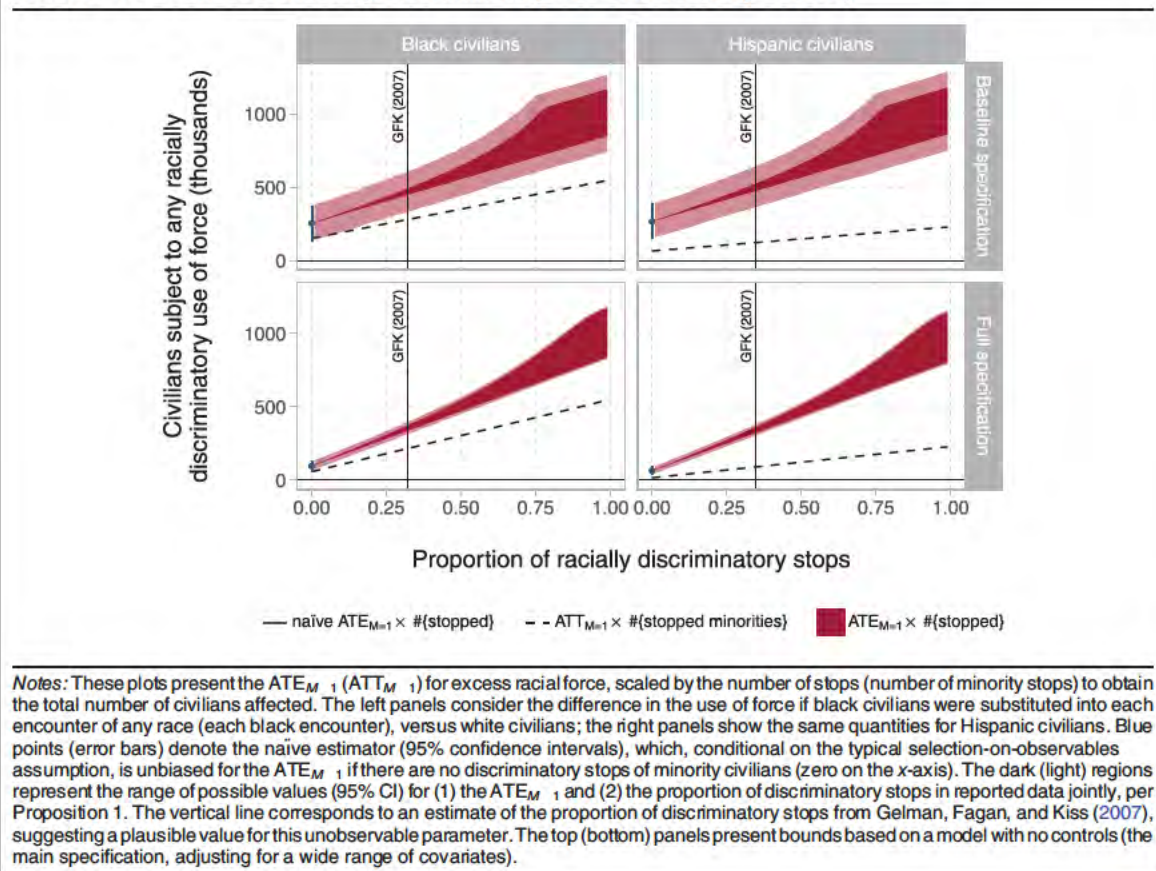 Black civilians
Hispanic civilians
Civilians subject to any racially
discriminatory use of force (thousands)
1000
500
0
GFK (2007)
GFK (2007)
Baseline specification
1000
500
0
GFK (2007)
GFK (2007)
Full specification
0.00 0.25 0.50 0.75 1.00 0.00 0.25 0.50 0.75 1.00
Proportion of racially discriminatory stops
naïve ATE_M=1 × #{stopped} ATT_M=1 × #{stopped minorities} ATE_M=1 × #{stopped}
Notes: These plots present the ATE_M 1 (ATT_M 1) for excess racial force, scaled by the number of stops (number of minority stops) to obtain
the total number of civilians affected. The left panels consider the difference in the use of force if black civilians were substituted into each
encounter of any race (each black encounter), versus white civilians; the right panels show the same quantities for Hispanic civilians. Blue
points (error bars) denote the naïve estimator (95% confidence intervals), which, conditional on the typical selection-on-observables
assumption, is unbiased for the ATE_M 1 if there are no discriminatory stops of minority civilians (zero on the x-axis). The dark (light) regions
represent the range of possible values (95% CI) for (1) the ATE_M 1 and (2) the proportion of discriminatory stops in reported data jointly, per
Proposition 1. The vertical line corresponds to an estimate of the proportion of discriminatory stops from Gelman, Fagan, and Kiss (2007),
suggesting a plausible value for this unobservable parameter. The top (bottom) panels present bounds based on a model with no controls (the
main specification, adjusting for a wide range of covariates).